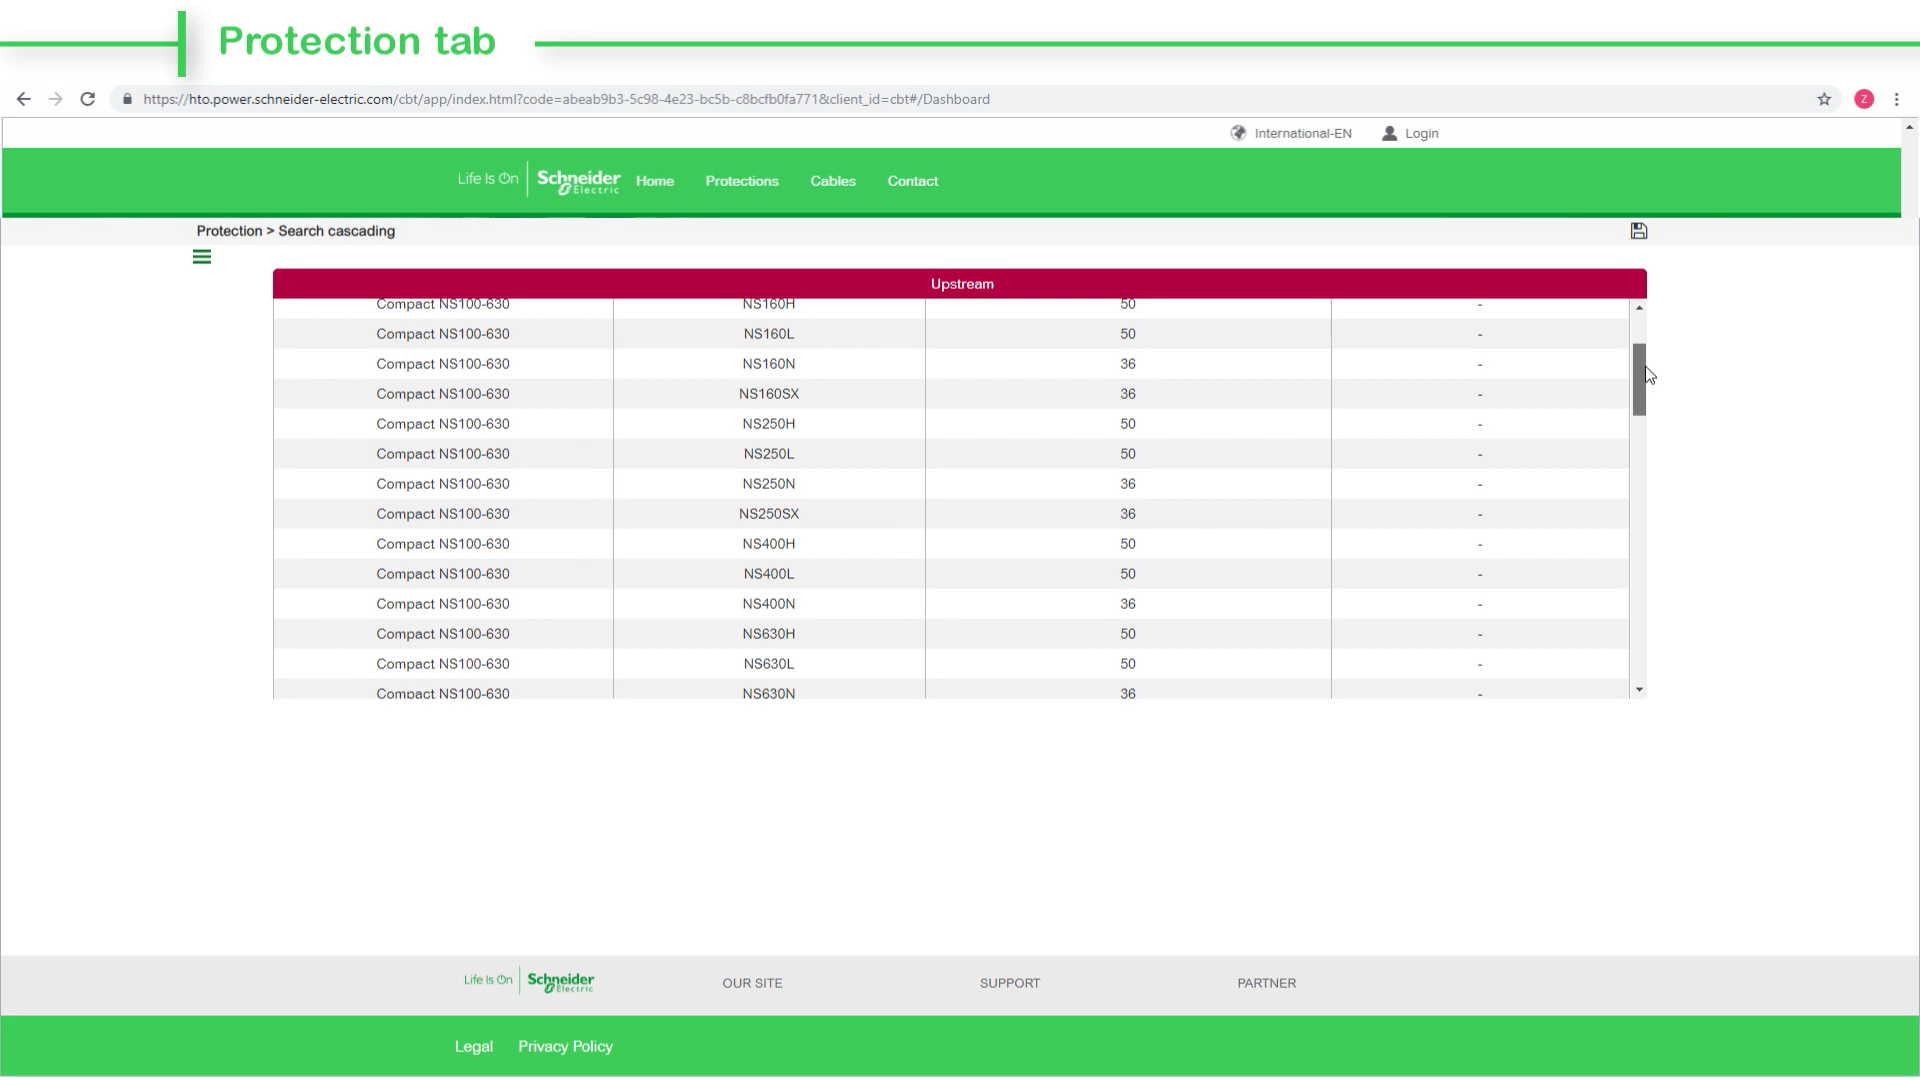 Protection tab
https://hto.power.schneider-electric.com/cbt/app/index.html?code=abeab9b3-5c98-4e23-bc5b-c8bcfb0fa771&client_id=cbt#/Dashboard
Z
International-EN Login
Life Is On Schneider Electric Home Protections Cables Contact
Protection > Search cascading
Upstream
Compact NS100-630 NS160H 50 -
Compact NS100-630 NS160L 50 -
Compact NS100-630 NS160N 36 -
Compact NS100-630 NS160SX 36 -
Compact NS100-630 NS250H 50 -
Compact NS100-630 NS250L 50 -
Compact NS100-630 NS250N 36 -
Compact NS100-630 NS250SX 36 -
Compact NS100-630 NS400H 50 -
Compact NS100-630 NS400L 50 -
Compact NS100-630 NS400N 36 -
Compact NS100-630 NS630H 50 -
Compact NS100-630 NS630L 50 -
Compact NS100-630 NS630N 36 -
Life Is On Schneider Electric OUR SITE SUPPORT PARTNER
Legal Privacy Policy